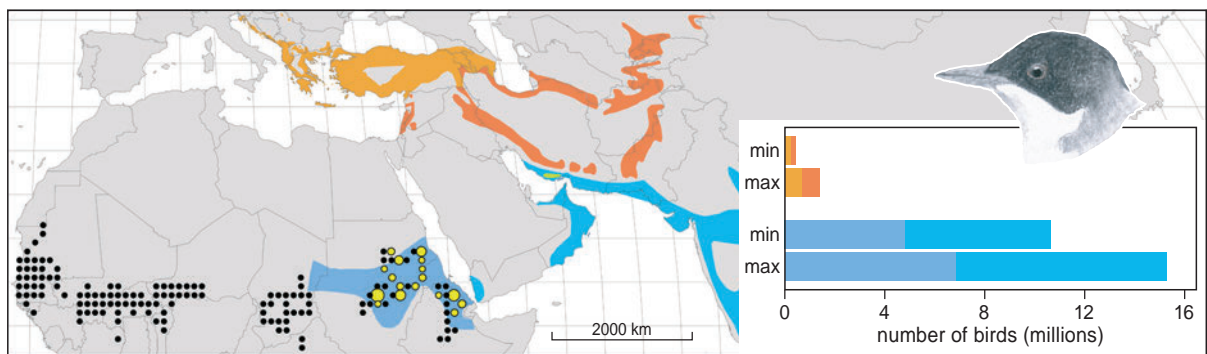 2000 km
min
max
min
max
0 4 8 12 16
number of birds (millions)